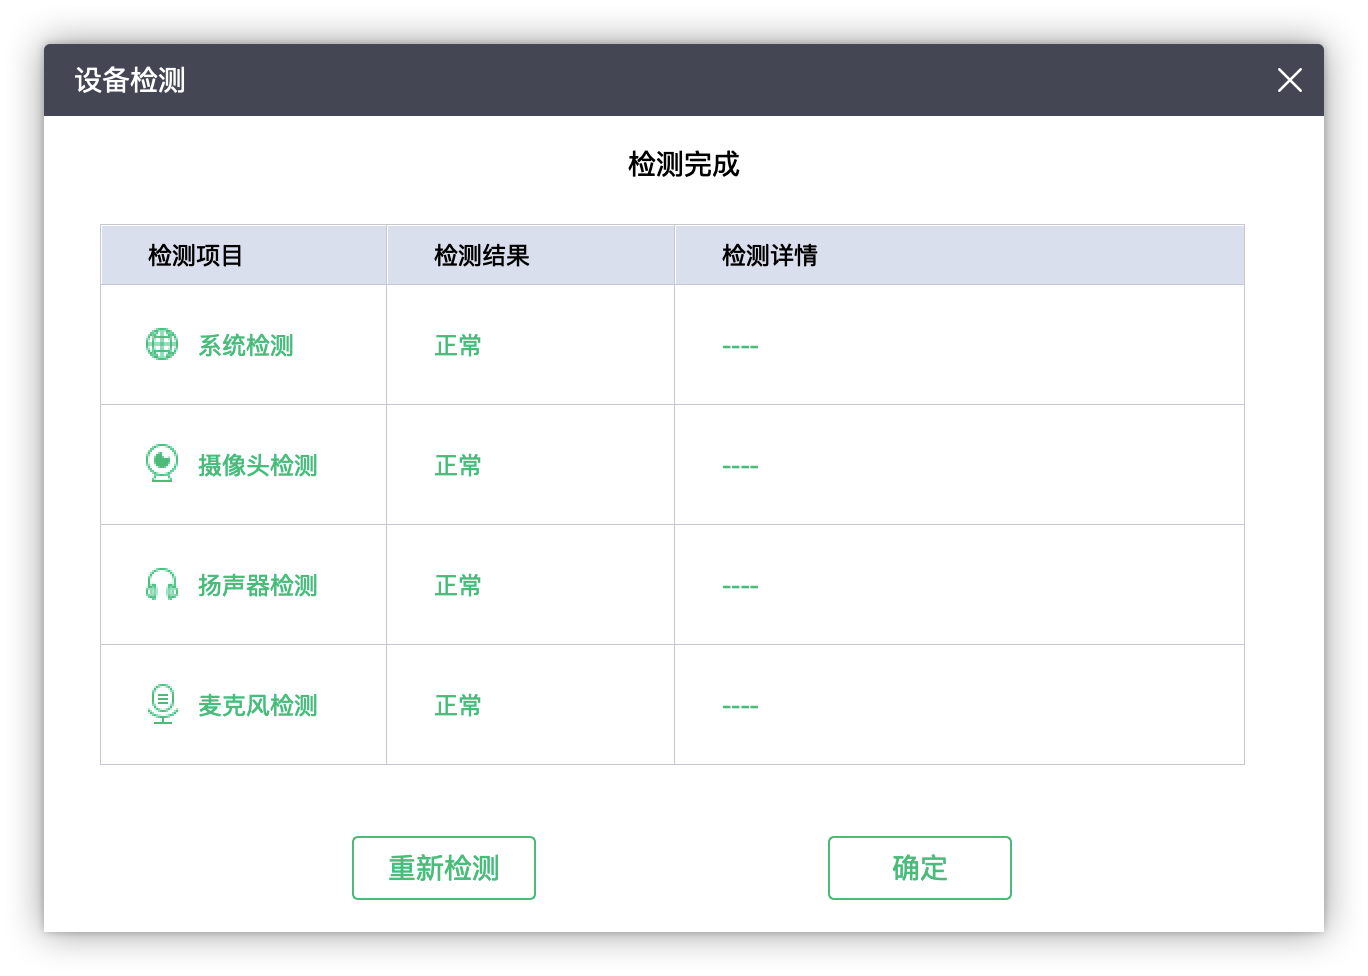 设备检测
检测完成
检测项目 检测结果 检测详情
系统检测 正常 ----
摄像头检测 正常 ----
扬声器检测 正常 ----
麦克风检测 正常 ----
重新检测 确定